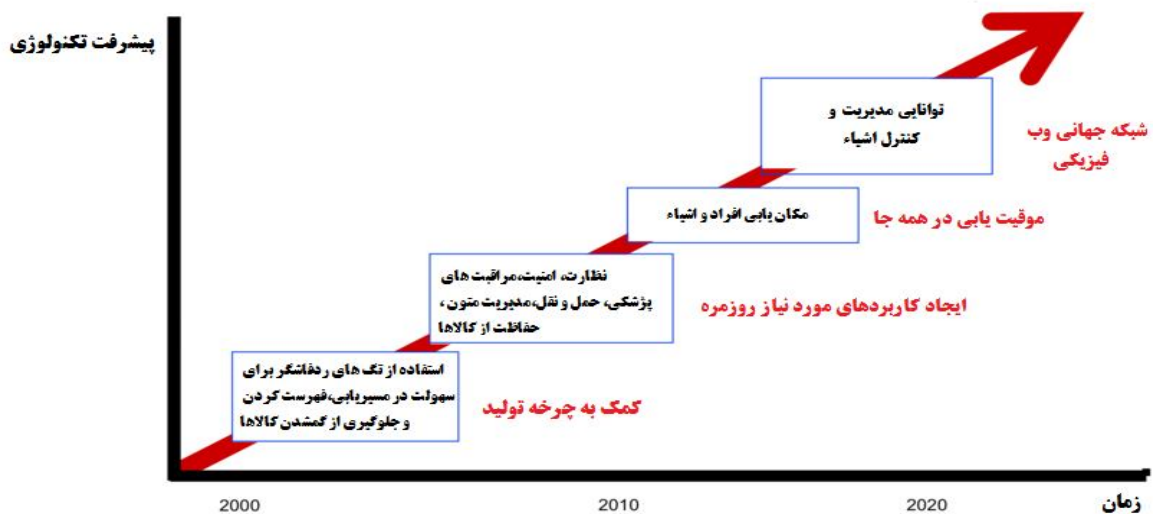 پیشرفت تکنولوژی
توانایی مدیریت و
کنترل اشیاء
شبکه جهانی وب
فیزیکی
مکان یابی افراد و اشیاء
موقیت یابی در همه جا
نظارت، امنیت،مراقبت های
پزشکی، حمل و نقل،مدیریت متون ،
حفاظت از کالاها
ایجاد کاربردهای مورد نیاز روزمره
استفاده از تگ های ردفاشگر برای
سهولت در مسیریابی،فهرست کردن
و جلوگیری از گمشدن کالاها
کمک به چرخه تولید
2000
2010
2020
زمان